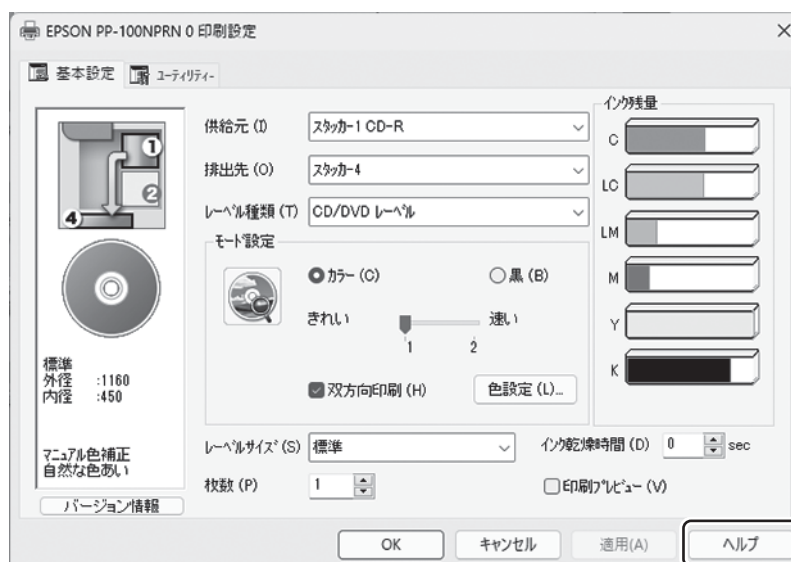 EPSON PP-100NPRN 0 印刷設定
基本設定
ユーティリティー
供給元 (I)
スタッカー1 CD-R
排出先 (O)
スタッカー4
レーベル種類 (T)
CD/DVD レーベル
モード設定
カラー (C)
黒 (B)
きれい
速い
1
2
双方向印刷 (H)
色設定 (L)...
インク残量
C
LC
LM
M
Y
K
1
2
4
標準
外径 :1160
内径 :450
マニュアル色補正
自然な色あい
バージョン情報
レーベルサイズ (S)
標準
インク乾燥時間 (D)
0
sec
枚数 (P)
1
印刷プレビュー (V)
OK
キャンセル
適用(A)
ヘルプ